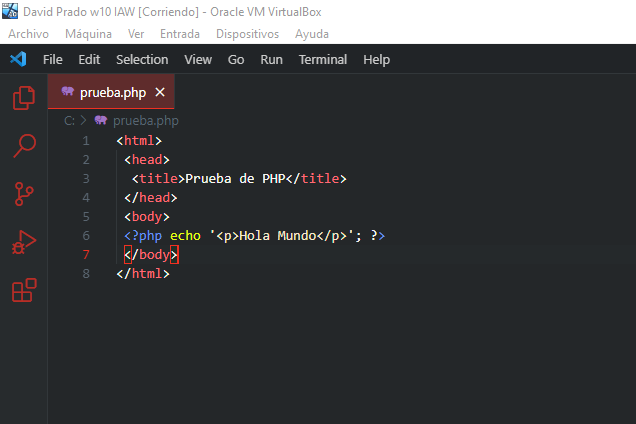 David Prado w10 IAW [Corriendo] - Oracle VM VirtualBox
Archivo Máquina Ver Entrada Dispositivos Ayuda
File Edit Selection View Go Run Terminal Help
prueba.php
C: > prueba.php
1 <html>
2 <head>
3 <title>Prueba de PHP</title>
4 </head>
5 <body>
6 <?php echo '<p>Hola Mundo</p>'; ?>
7 </body>
8 </html>